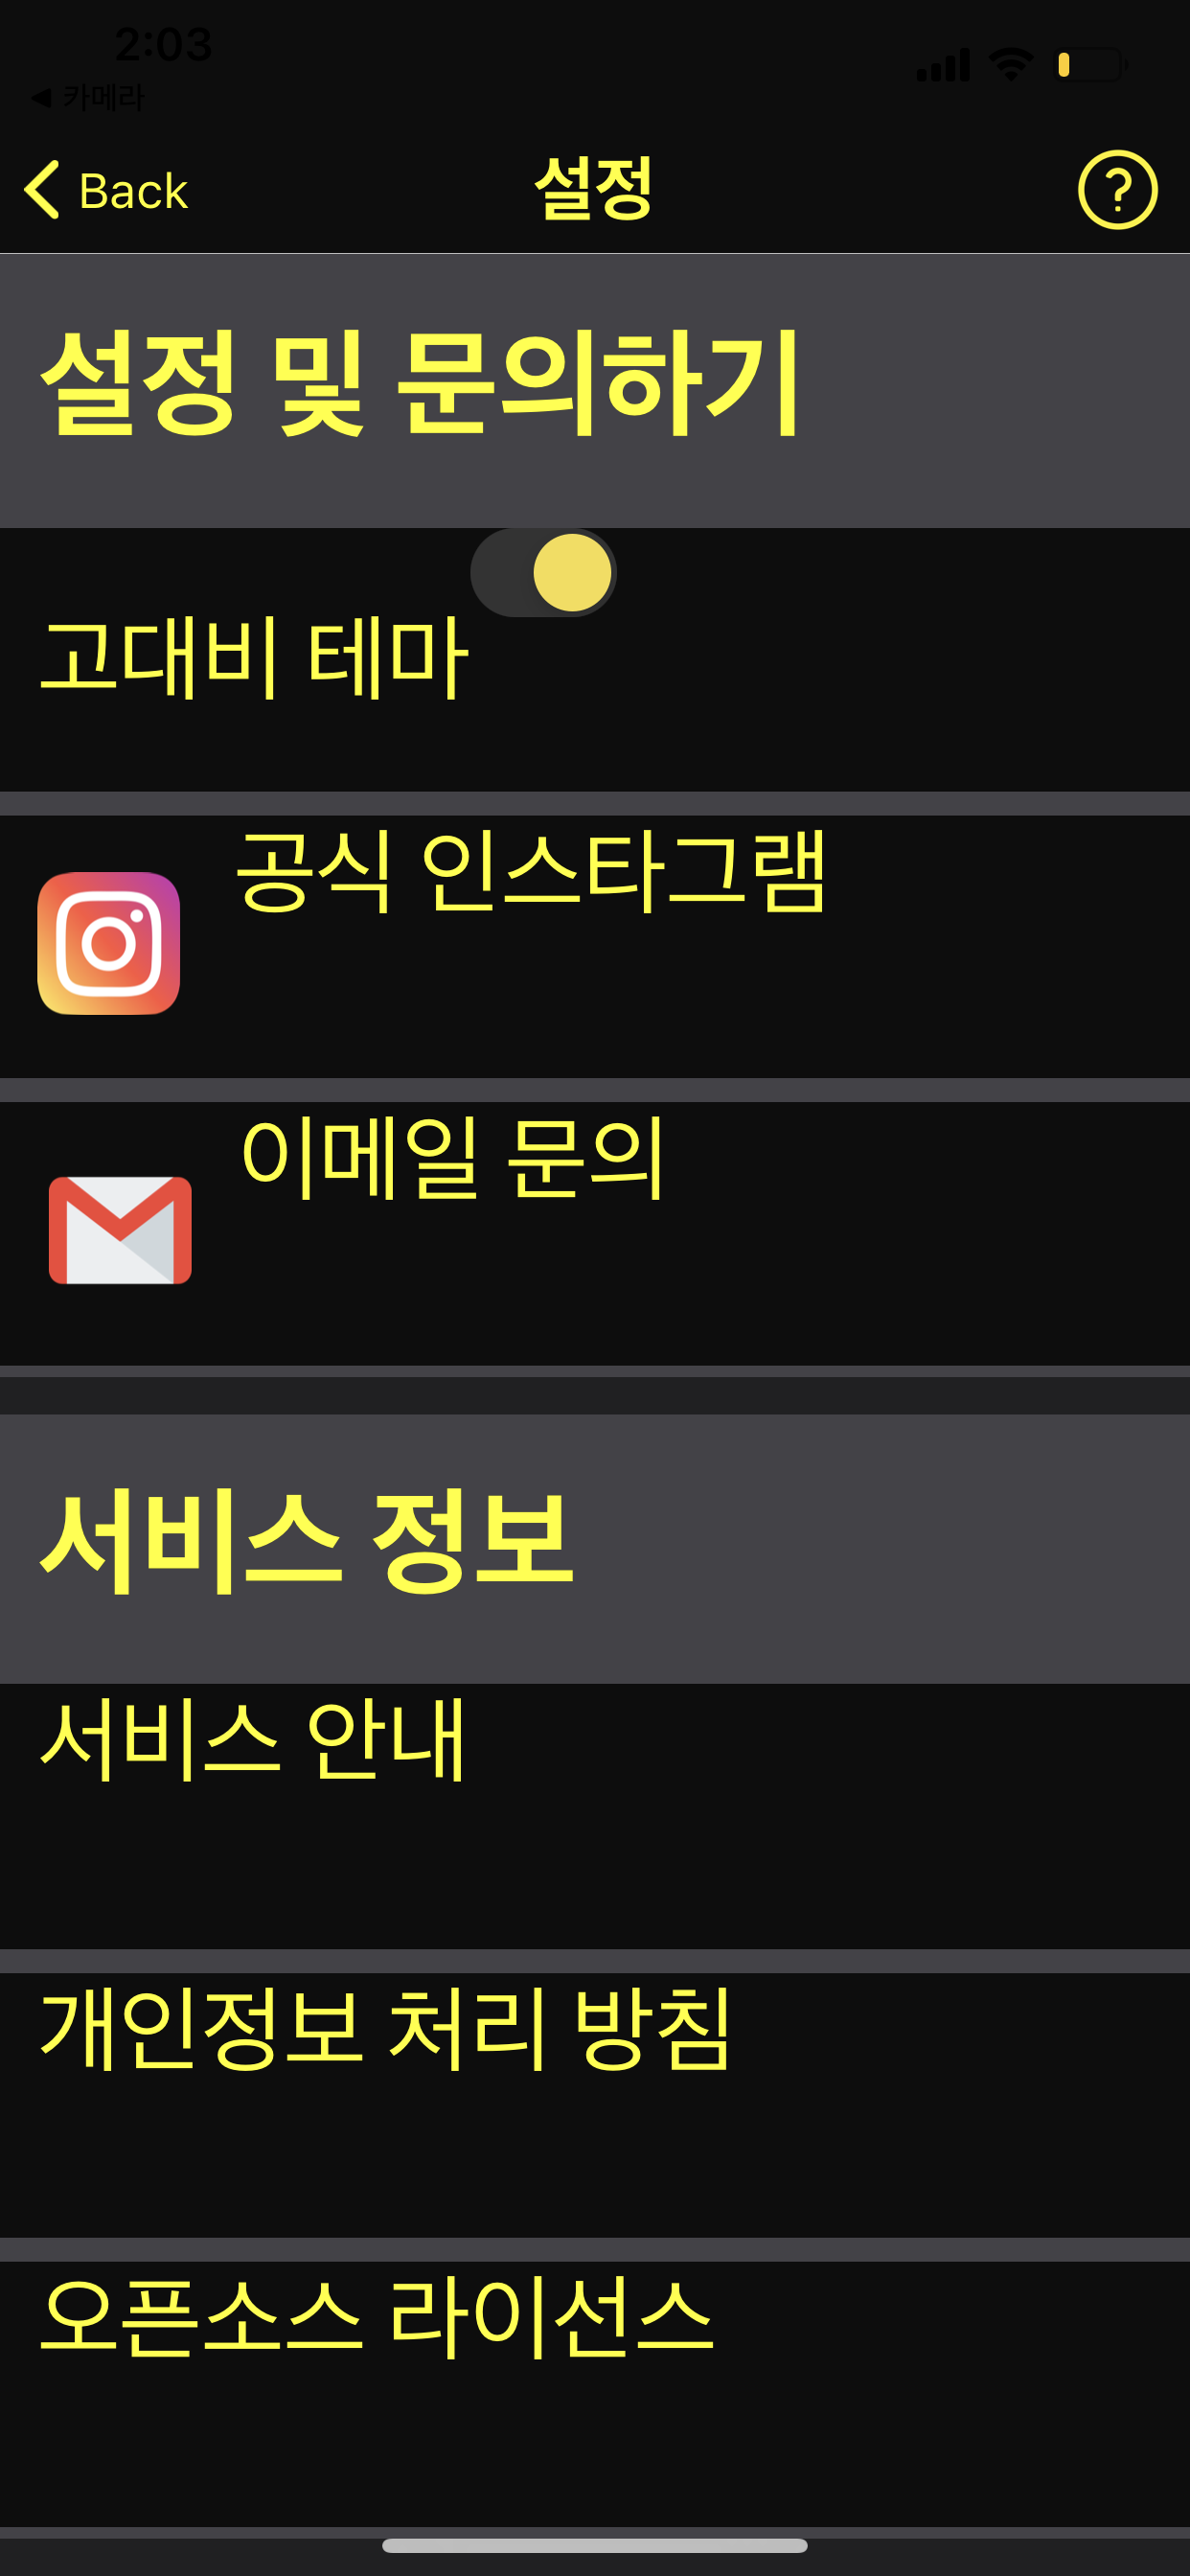 2:03
◀ 카메라
Back
설정
?
설정 및 문의하기
고대비 테마
공식 인스타그램
이메일 문의
서비스 정보
서비스 안내
개인정보 처리 방침
오픈소스 라이선스